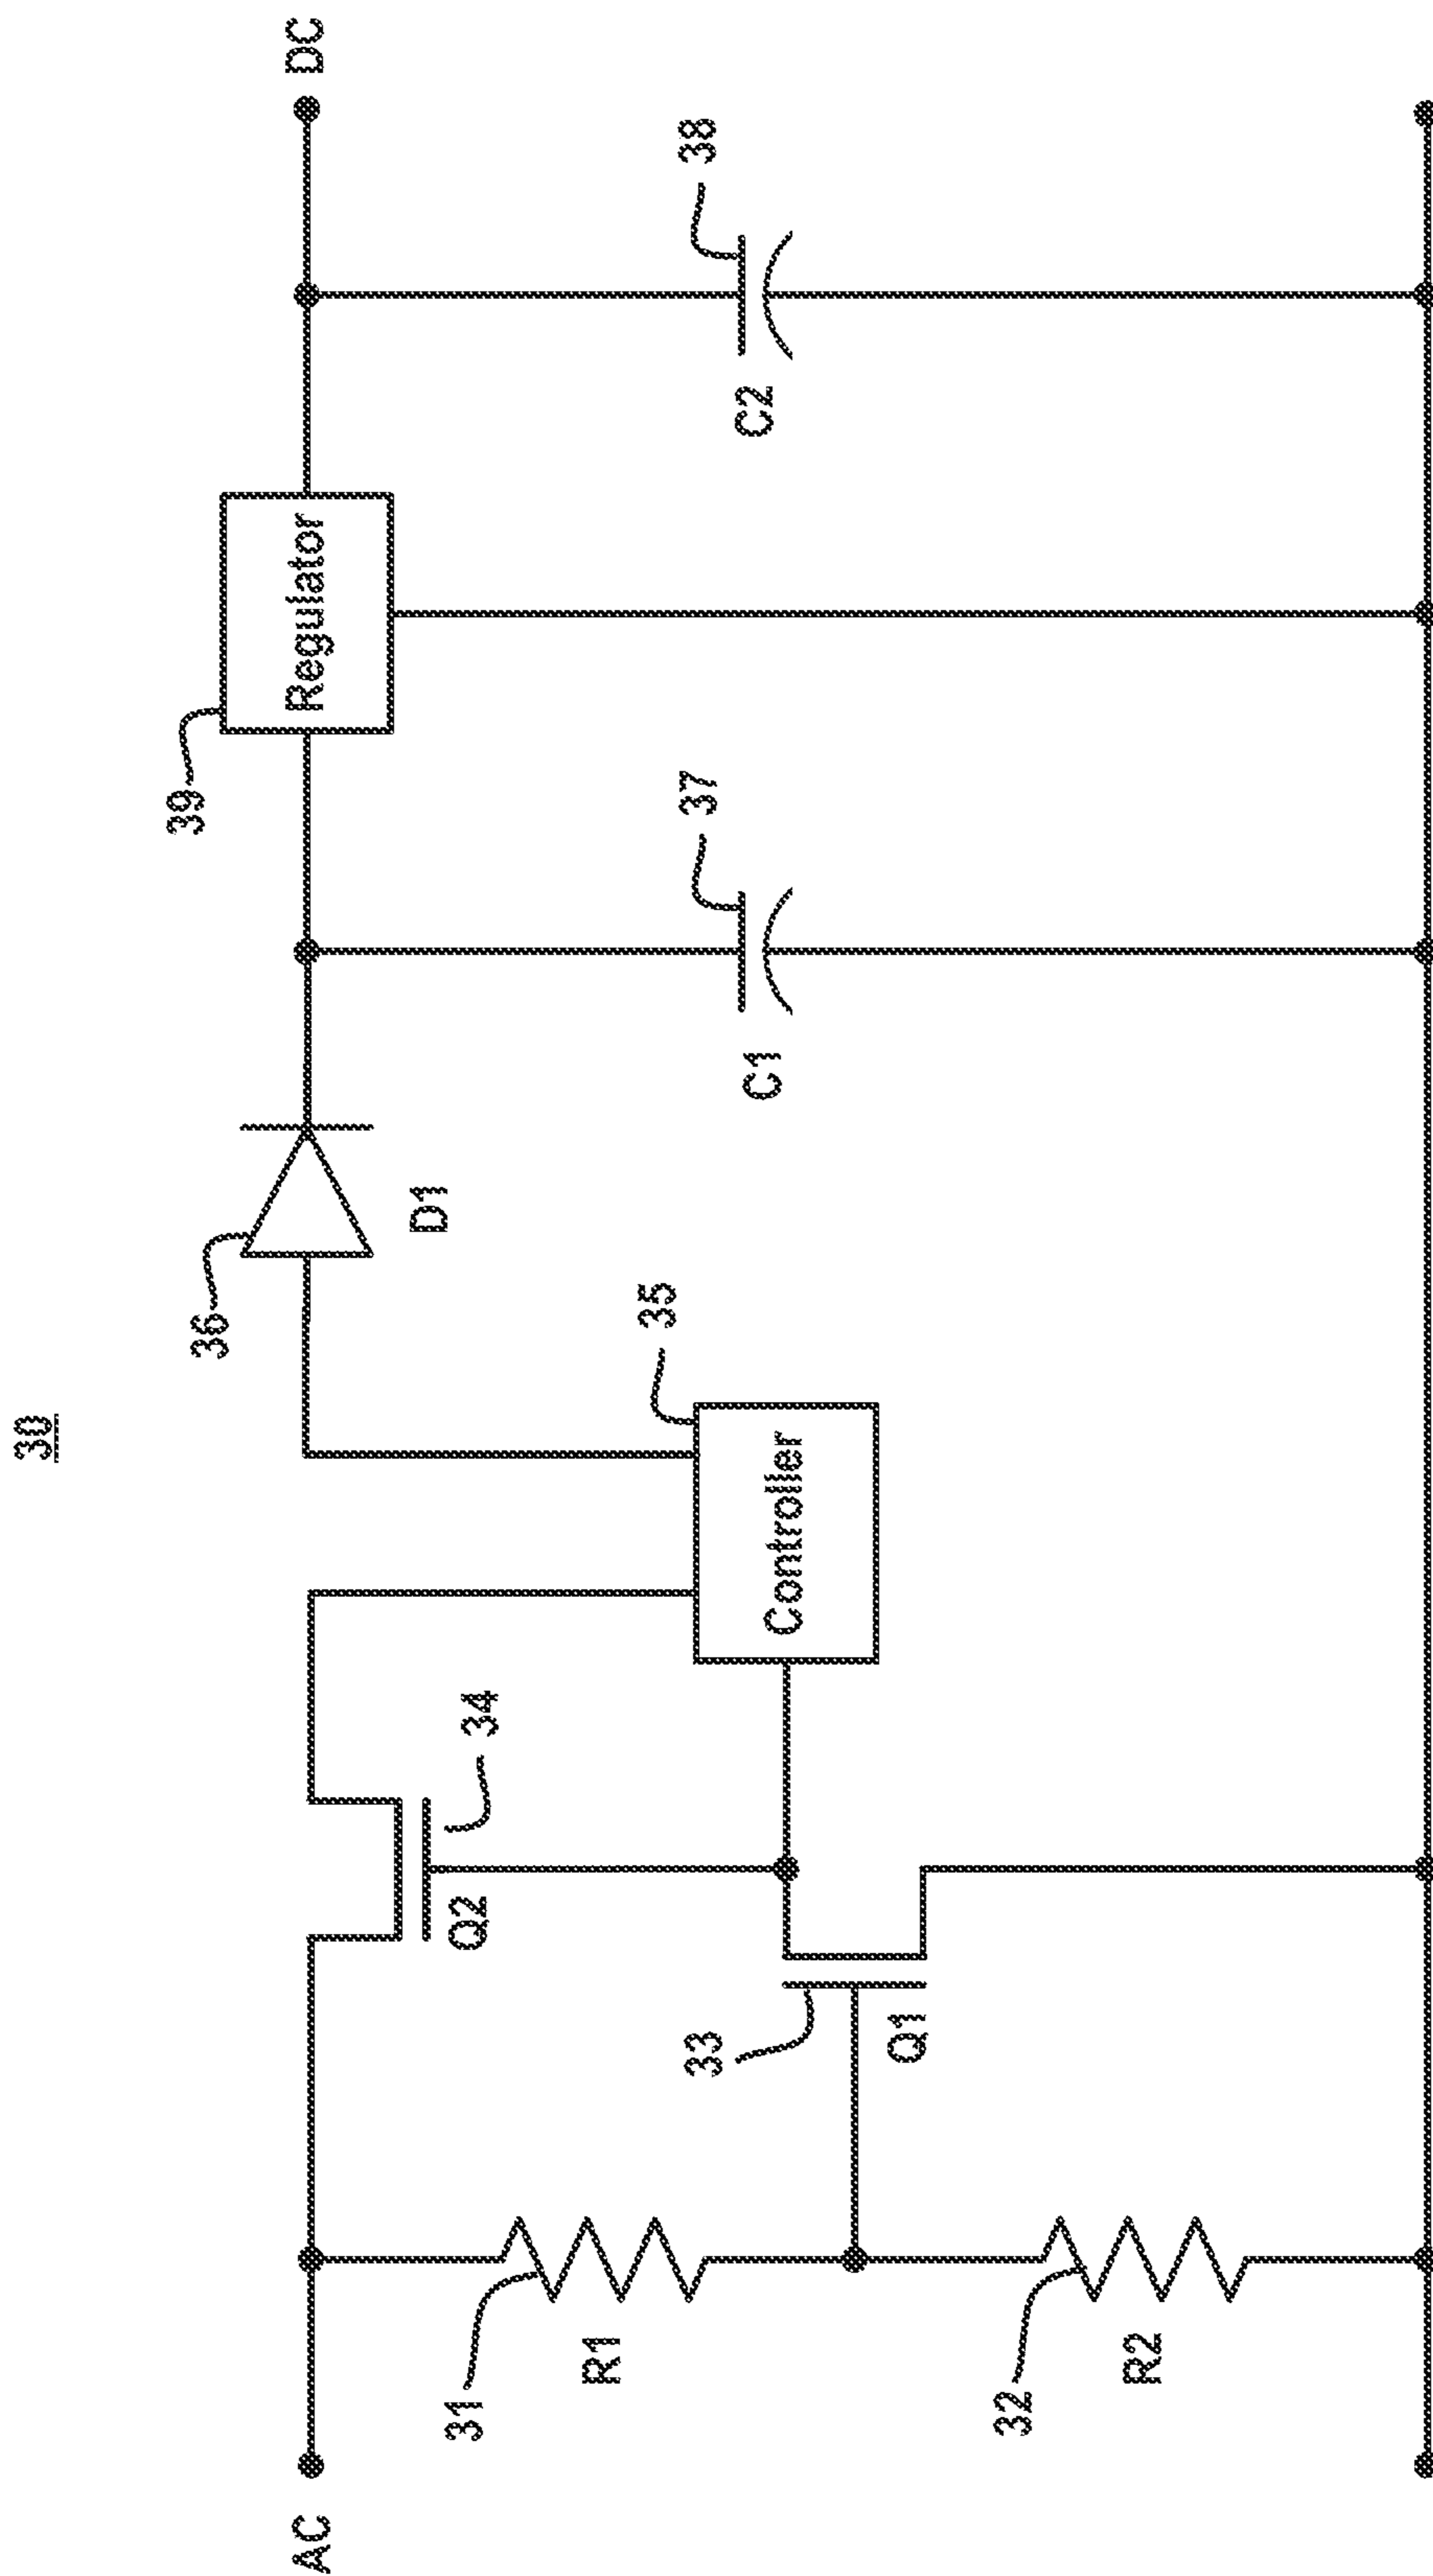 30
AC
DC
39
Regulator
36
D1
34
Q2
31
R1
33
Q1
35
Controller
37
C1
38
C2
32
R2